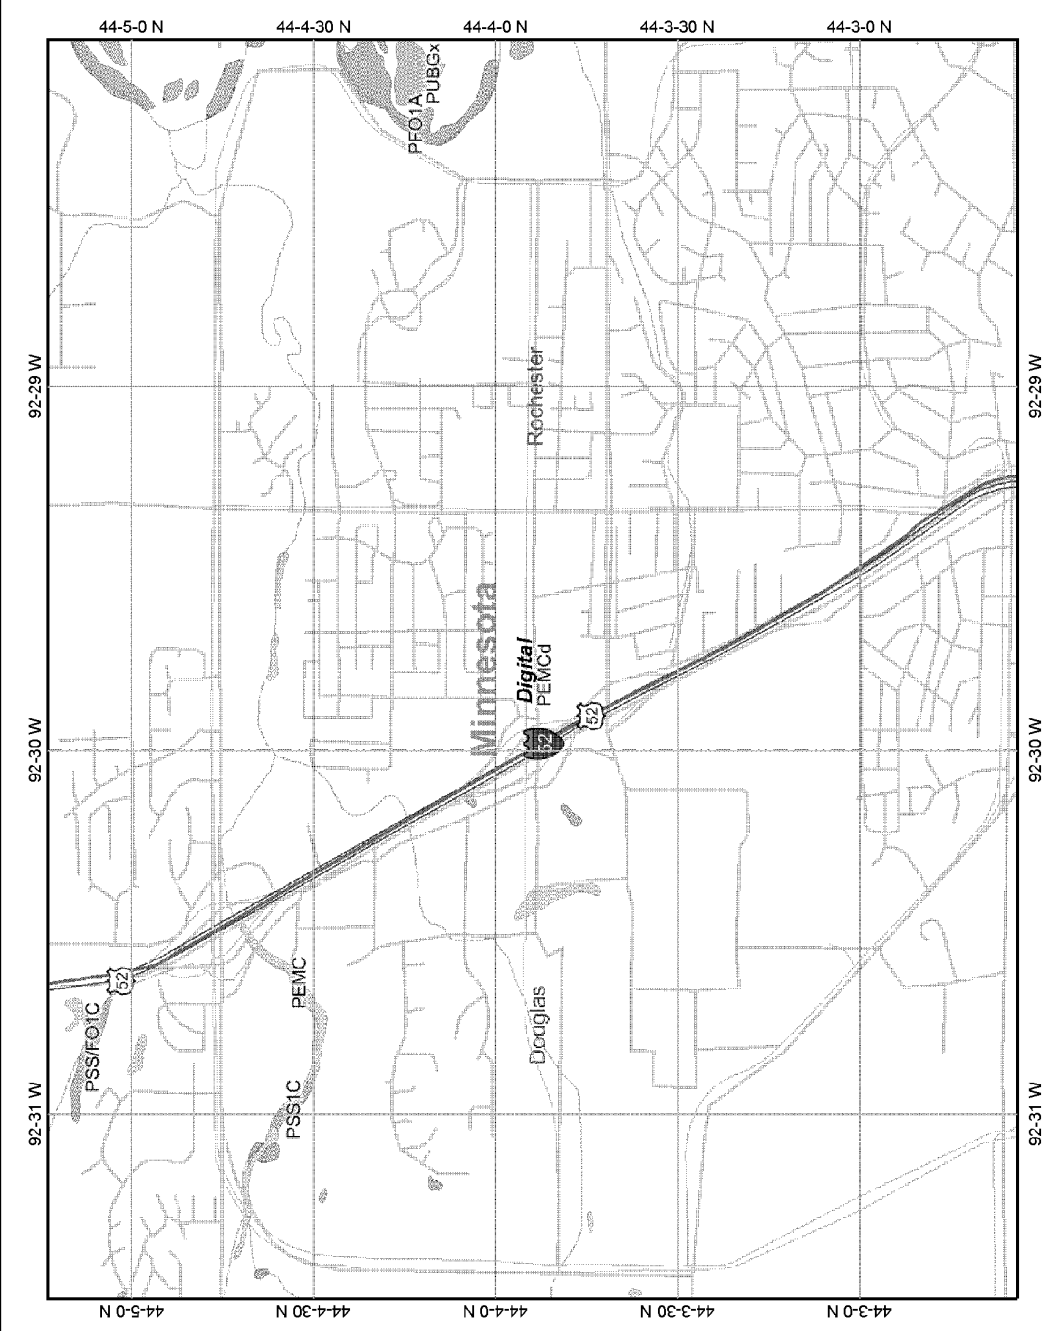 44-5-0 N
44-4-30 N
44-4-0 N
44-3-30 N
44-3-0 N
PUBGx
PFO1A
92-29 W
92-29 W
Rochester
Minnesota
Digital
PEMCd
52
92-30 W
92-30 W
52
PEMC
PSS/FO1C
Douglas
PSS1C
92-31 W
92-31 W
44-5-0 N
44-4-30 N
44-4-0 N
44-3-30 N
44-3-0 N